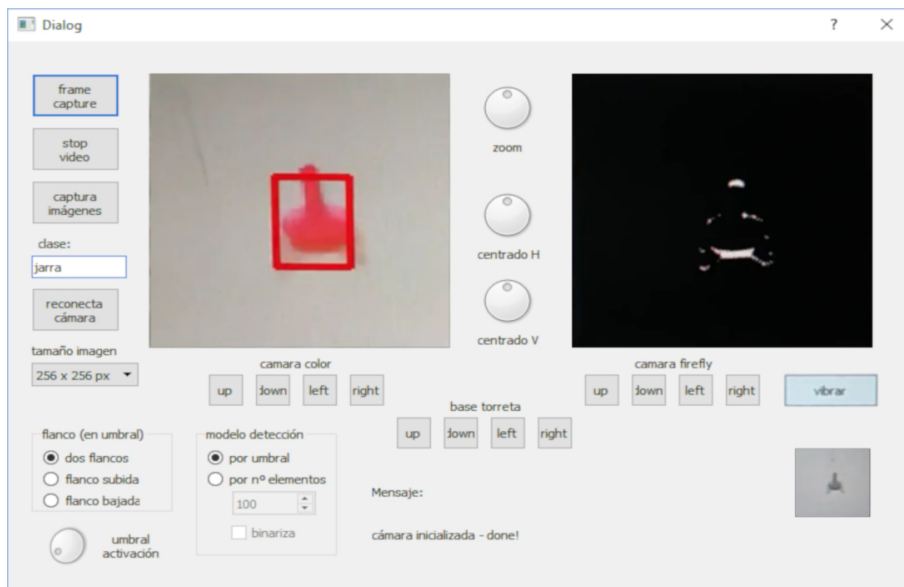 Dialog
?
frame
capture
stop
video
captura
imágenes
clase:
jarra
reconecta
cámara
tamaño imagen
256 x 256 px
zoom
centrado H
centrado V
camara color
up
down
left
right
camara firefly
up
down
left
right
vibrar
base torreta
up
down
left
right
flanco (en umbral)
dos flancos
flanco subida
flanco bajada
umbral
activación
modelo detección
por umbral
por nº elementos
100
binariza
Mensaje:
cámara inicializada - done!